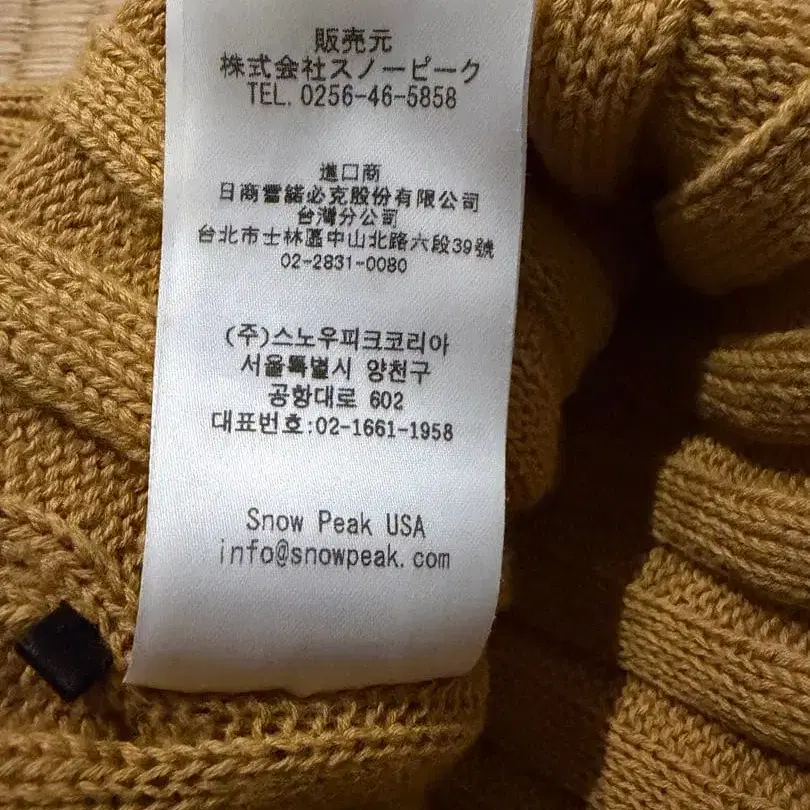 販売元
株式会社スノーピーク
TEL. 0256-46-5858
進口商
日商雪諾必克股份有限公司
台灣分公司
台北市士林區中山北路六段39號
02-2831-0080
(주)스노우피크코리아
서울특별시 양천구
공항대로 602
대표번호:02-1661-1958
Snow Peak USA
info@snowpeak.com